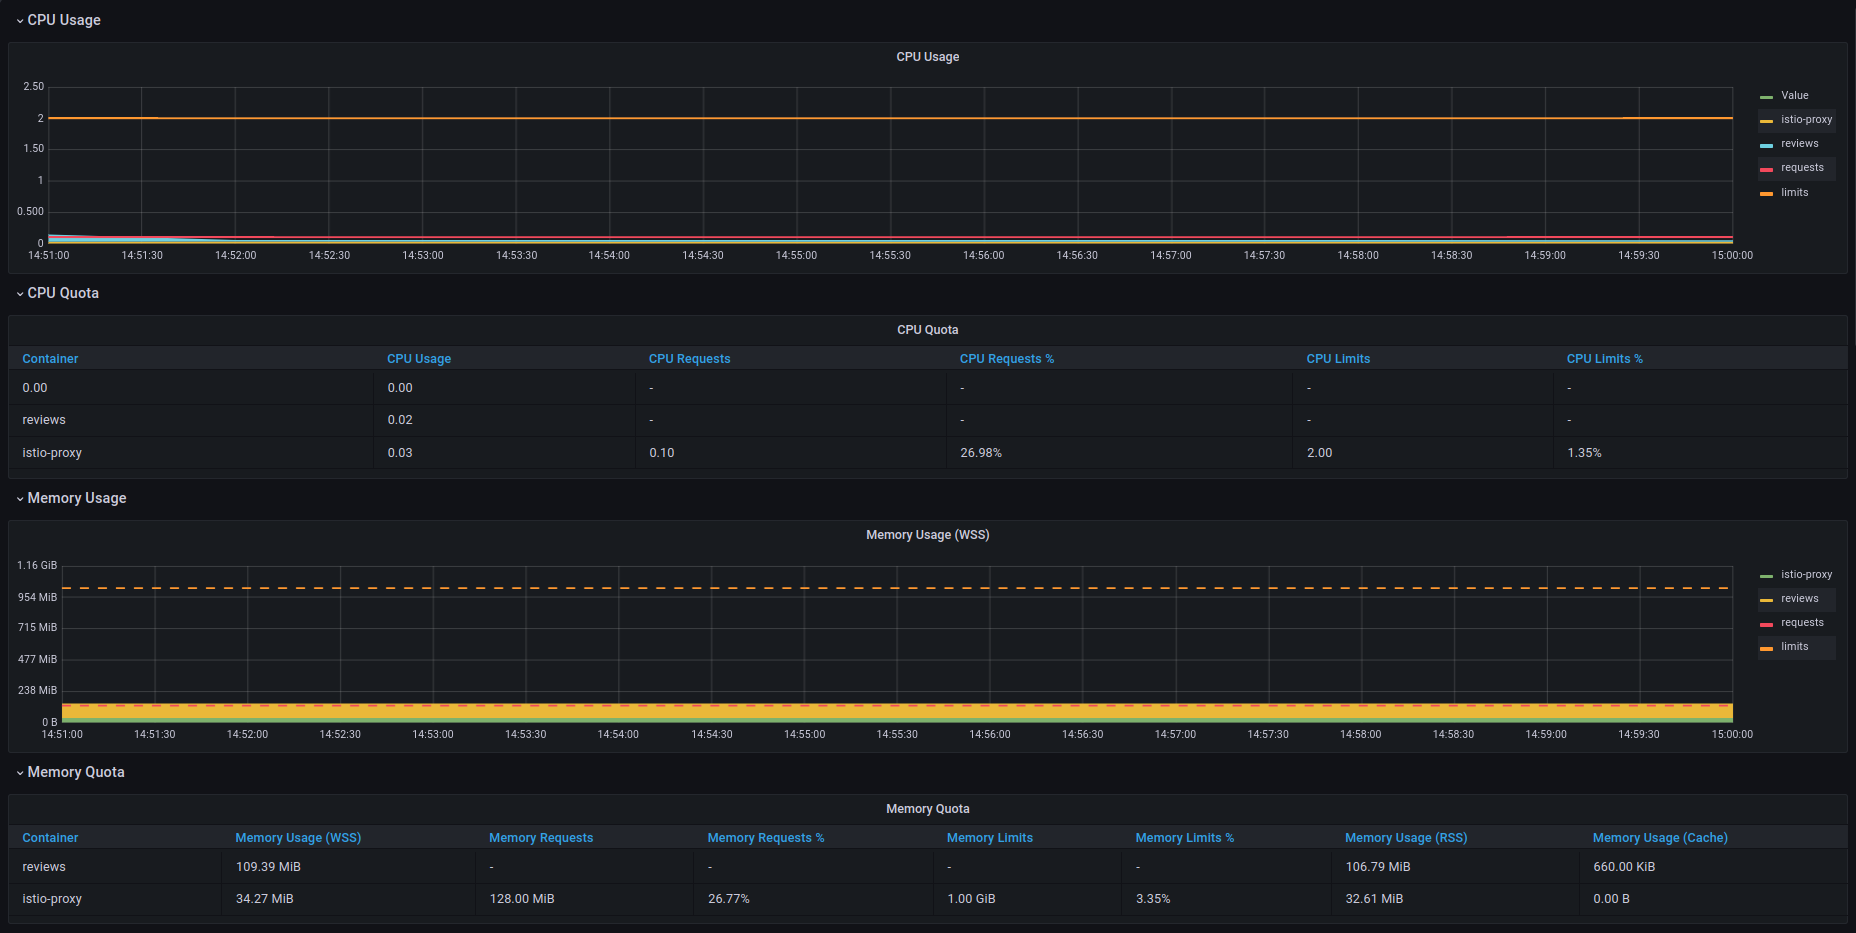 CPU Usage
CPU Usage
2.50
2
1.50
1
0.500
0
14:51:00 14:51:30 14:52:00 14:52:30 14:53:00 14:53:30 14:54:00 14:54:30 14:55:00 14:55:30 14:56:00 14:56:30 14:57:00 14:57:30 14:58:00 14:58:30 14:59:00 14:59:30 15:00:00
Value
istio-proxy
reviews
requests
limits
CPU Quota
CPU Quota
Container CPU Usage CPU Requests CPU Requests % CPU Limits CPU Limits %
0.00 0.00 - - - -
reviews 0.02 - - - -
istio-proxy 0.03 0.10 26.98% 2.00 1.35%
Memory Usage
Memory Usage (WSS)
1.16 GiB
954 MiB
715 MiB
477 MiB
238 MiB
0 B
14:51:00 14:51:30 14:52:00 14:52:30 14:53:00 14:53:30 14:54:00 14:54:30 14:55:00 14:55:30 14:56:00 14:56:30 14:57:00 14:57:30 14:58:00 14:58:30 14:59:00 14:59:30 15:00:00
istio-proxy
reviews
requests
limits
Memory Quota
Memory Quota
Container Memory Usage (WSS) Memory Requests Memory Requests % Memory Limits Memory Limits % Memory Usage (RSS) Memory Usage (Cache)
reviews 109.39 MiB - - - - 106.79 MiB 660.00 KiB
istio-proxy 34.27 MiB 128.00 MiB 26.77% 1.00 GiB 3.35% 32.61 MiB 0.00 B